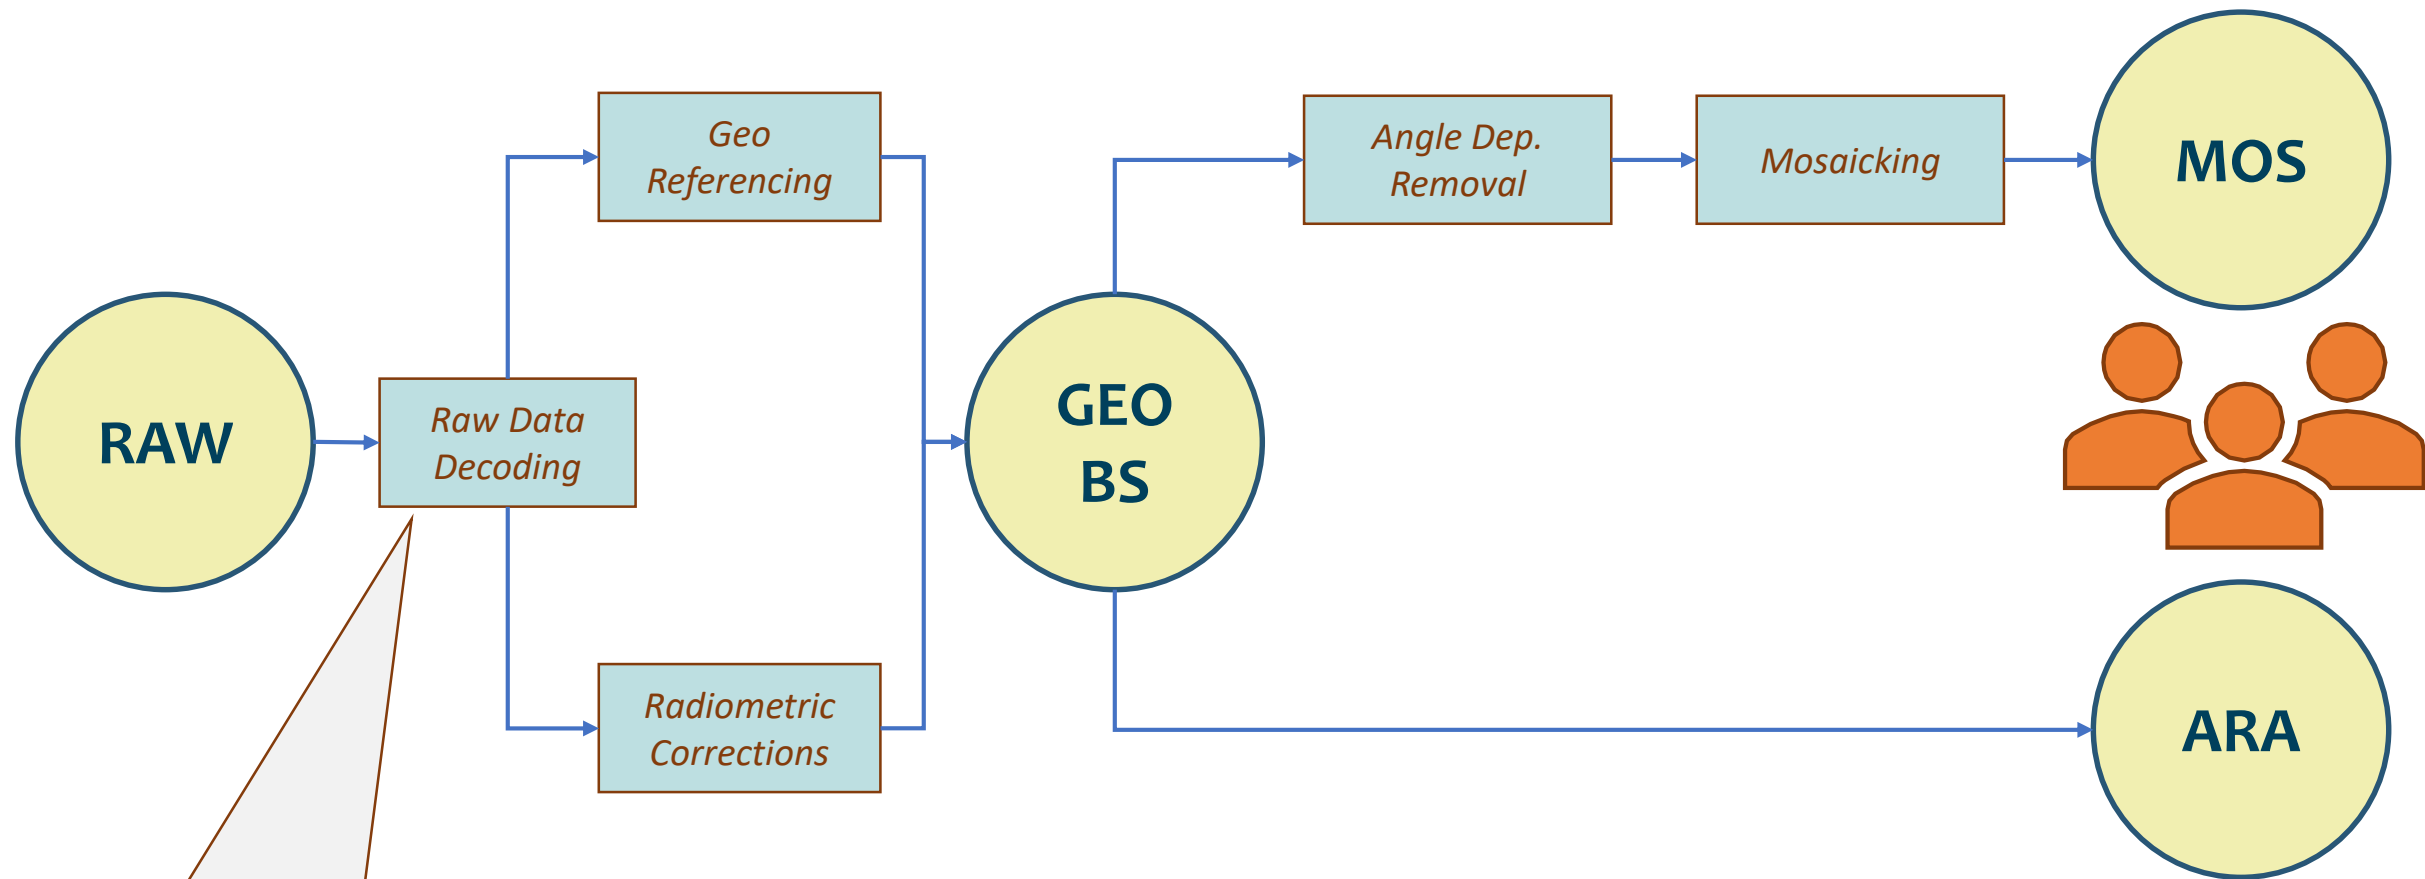 RAW
Raw Data
Decoding
Geo
Referencing
Radiometric
Corrections
GEO
BS
Angle Dep.
Removal
Mosaicking
MOS
ARA